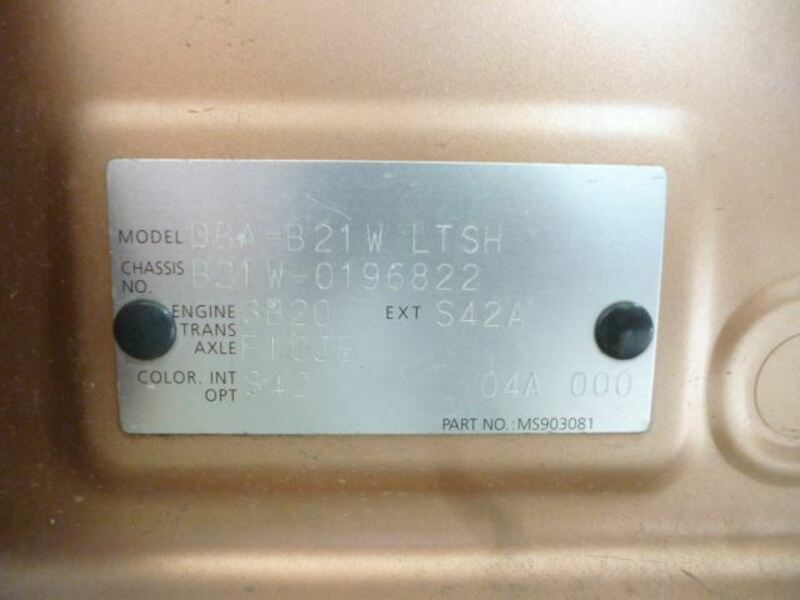 MODEL DBA-B21W LTSH
CHASSIS NO. B21W-0196822
ENGINE 3B20 EXT S42A
TRANS AXLE F1CJB
COLOR. INT OPT S42 04A 000
PART NO.: MS903081